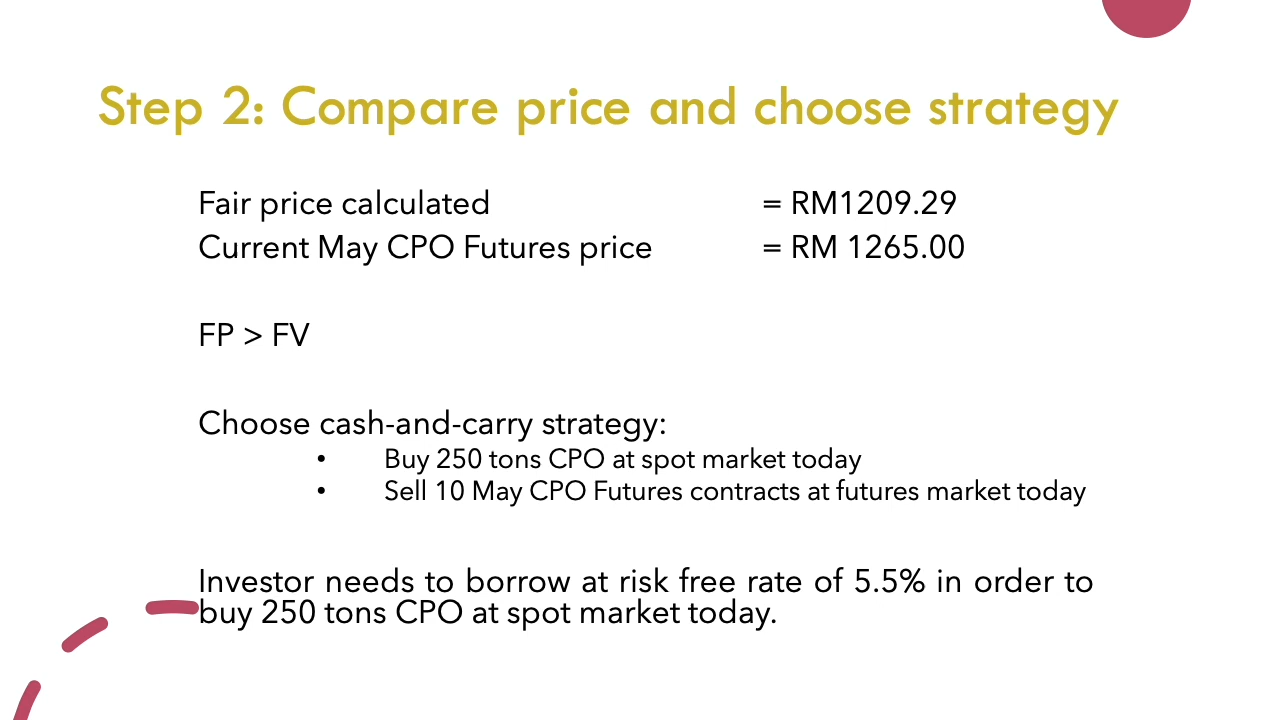 Step 2: Compare price and choose strategy
Fair price calculated = RM1209.29
Current May CPO Futures price = RM 1265.00
FP > FV
Choose cash-and-carry strategy:
• Buy 250 tons CPO at spot market today
• Sell 10 May CPO Futures contracts at futures market today
Investor needs to borrow at risk free rate of 5.5% in order to
buy 250 tons CPO at spot market today.